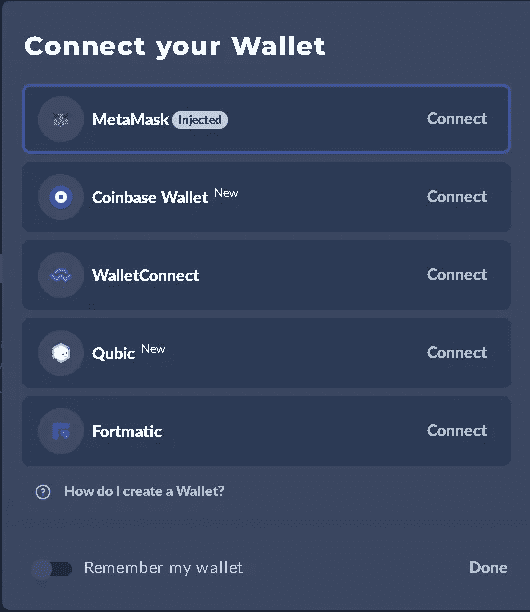 Connect your Wallet
MetaMask Injected Connect
Coinbase Wallet New Connect
WalletConnect Connect
Qubic New Connect
Fortmatic Connect
How do I create a Wallet?
Remember my wallet Done